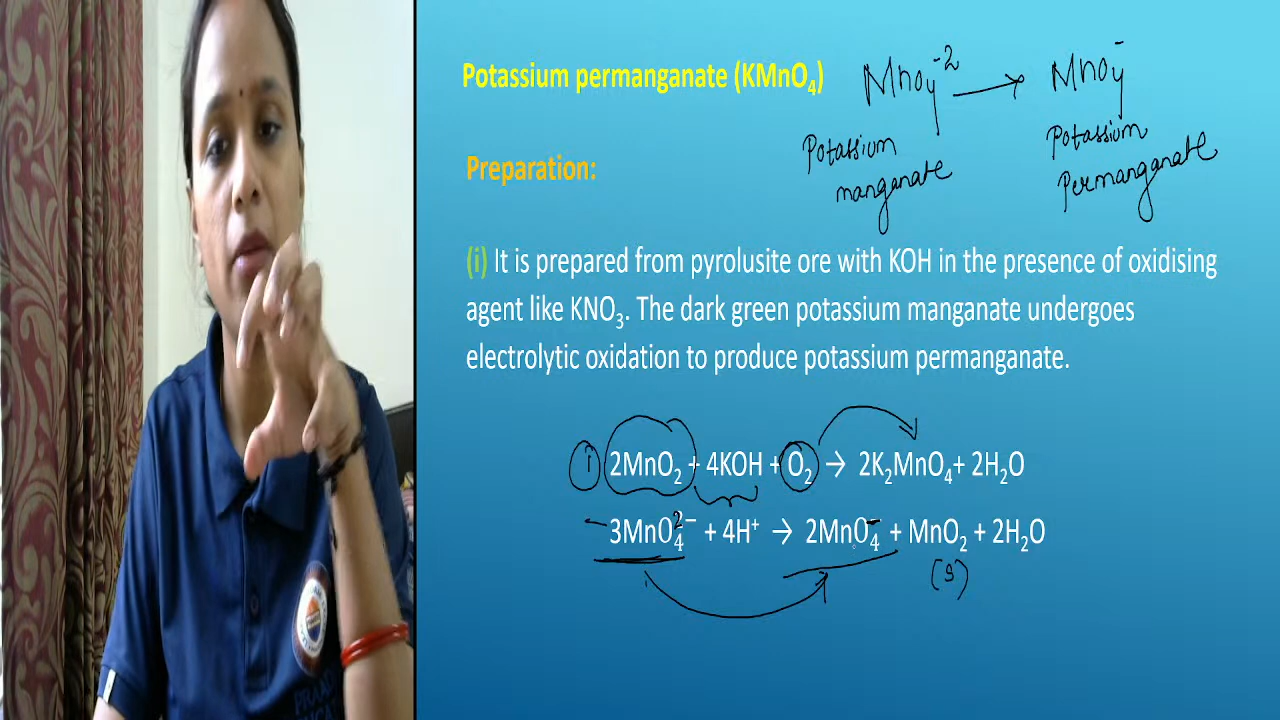 Potassium permanganate (KMnO₄)
MnO₄⁻² → MnO₄⁻
Potassium manganate
Potassium Permanganate
Preparation:
(i) It is prepared from pyrolusite ore with KOH in the presence of oxidising
agent like KNO₃. The dark green potassium manganate undergoes
electrolytic oxidation to produce potassium permanganate.
① 2MnO₂ + 4KOH + O₂ → 2K₂MnO₄+ 2H₂O
3MnO₄²⁻ + 4H⁺ → 2MnO₄⁻ + MnO₂ + 2H₂O